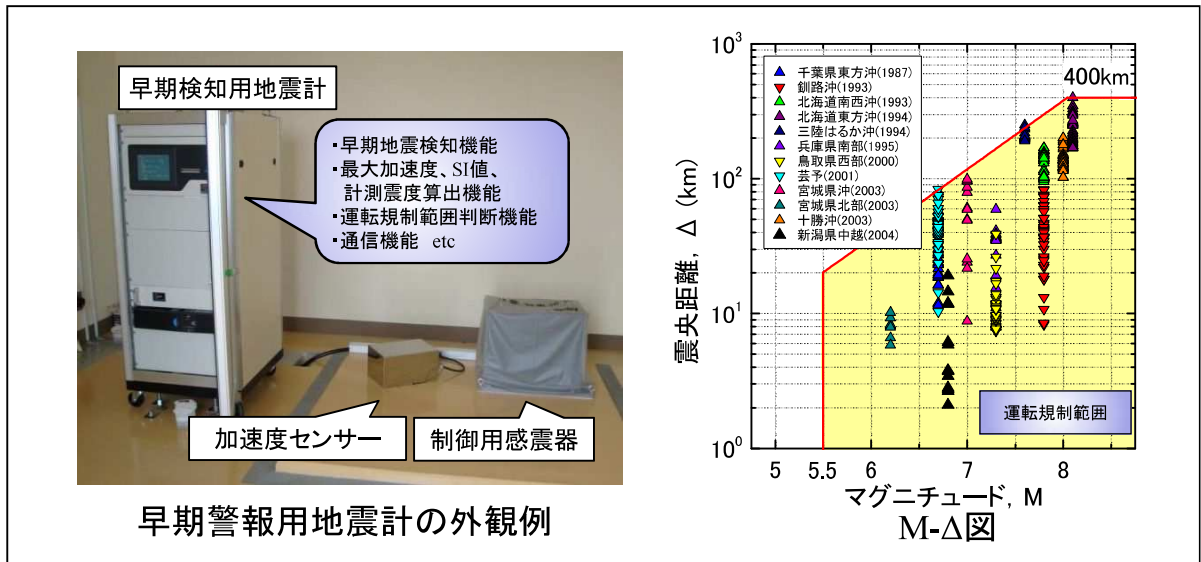 早期検知用地震計
・早期地震検知機能
・最大加速度、SI値、
計測震度算出機能
・運転規制範囲判断機能
・通信機能 etc
加速度センサー
制御用感震器
早期警報用地震計の外観例
10³
10²
10¹
10⁰
震央距離, Δ (km)
400km
千葉県東方沖(1987)
釧路沖(1993)
北海道南西沖(1993)
北海道東方沖(1994)
三陸はるか沖(1994)
兵庫県南部(1995)
鳥取県西部(2000)
芸予(2001)
宮城県沖(2003)
宮城県北部(2003)
十勝沖(2003)
新潟県中越(2004)
運転規制範囲
5 5.5 6 7 8
マグニチュード, M
M-Δ図